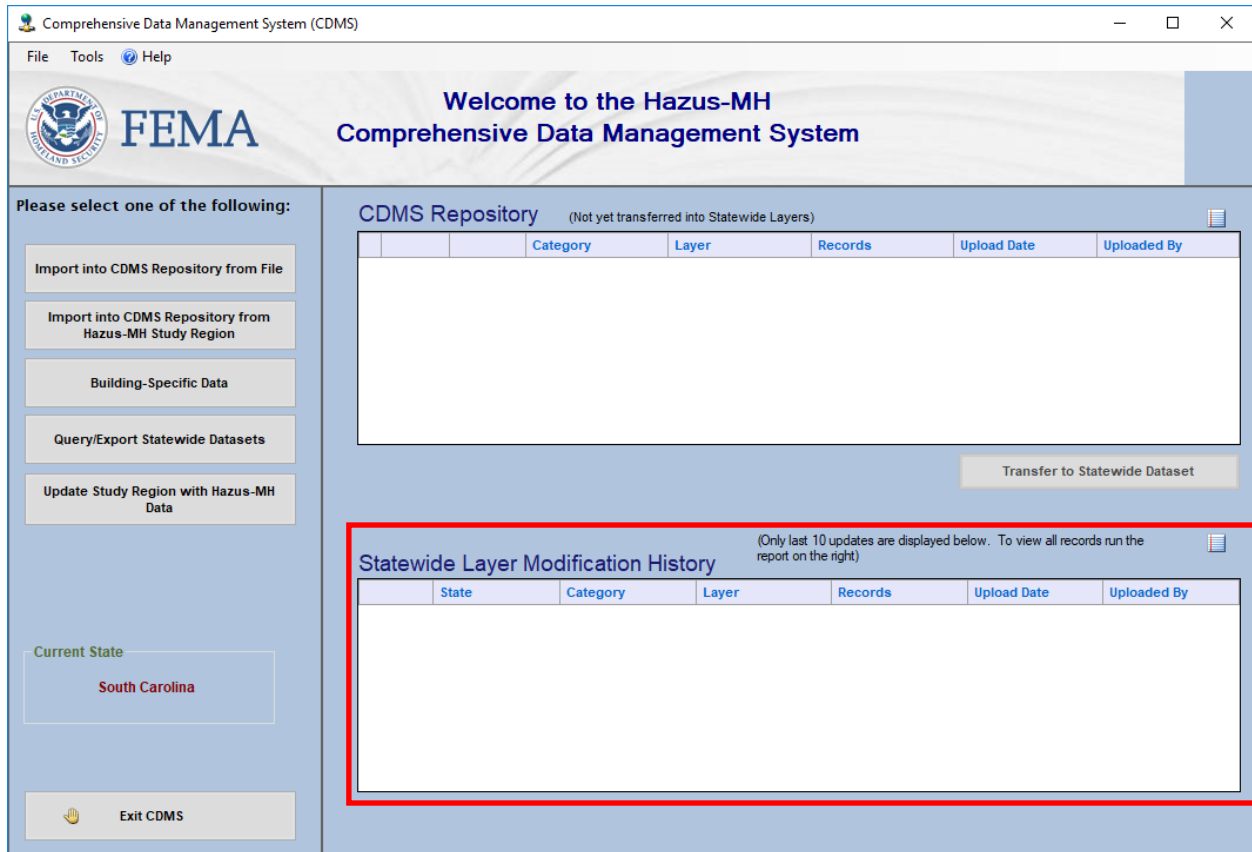 Comprehensive Data Management System (CDMS)
File Tools Help
U.S. DEPARTMENT OF HOMELAND SECURITY
FEMA
Welcome to the Hazus-MH
Comprehensive Data Management System
Please select one of the following:
Import into CDMS Repository from File
Import into CDMS Repository from
Hazus-MH Study Region
Building-Specific Data
Query/Export Statewide Datasets
Update Study Region with Hazus-MH
Data
Current State
South Carolina
Exit CDMS
CDMS Repository (Not yet transferred into Statewide Layers)
Category Layer Records Upload Date Uploaded By
Transfer to Statewide Dataset
(Only last 10 updates are displayed below. To view all records run the
report on the right)
Statewide Layer Modification History
State Category Layer Records Upload Date Uploaded By